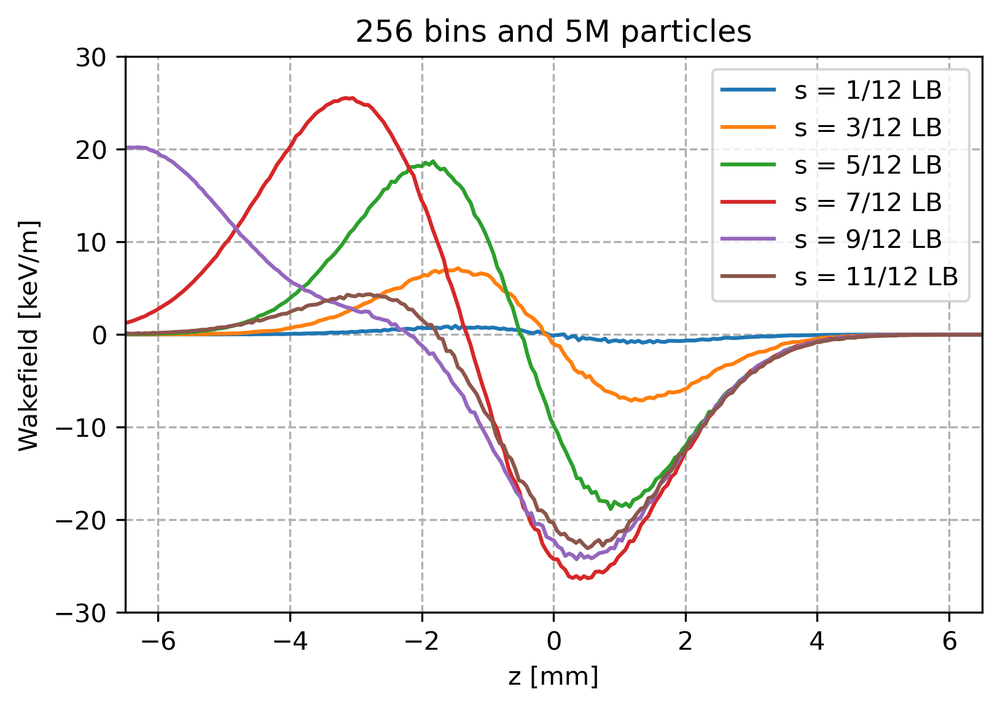 256 bins and 5M particles
30
20
10
0
−10
−20
−30
Wakefield [keV/m]
s = 1/12 LB
s = 3/12 LB
s = 5/12 LB
s = 7/12 LB
s = 9/12 LB
s = 11/12 LB
−6 −4 −2 0 2 4 6
z [mm]